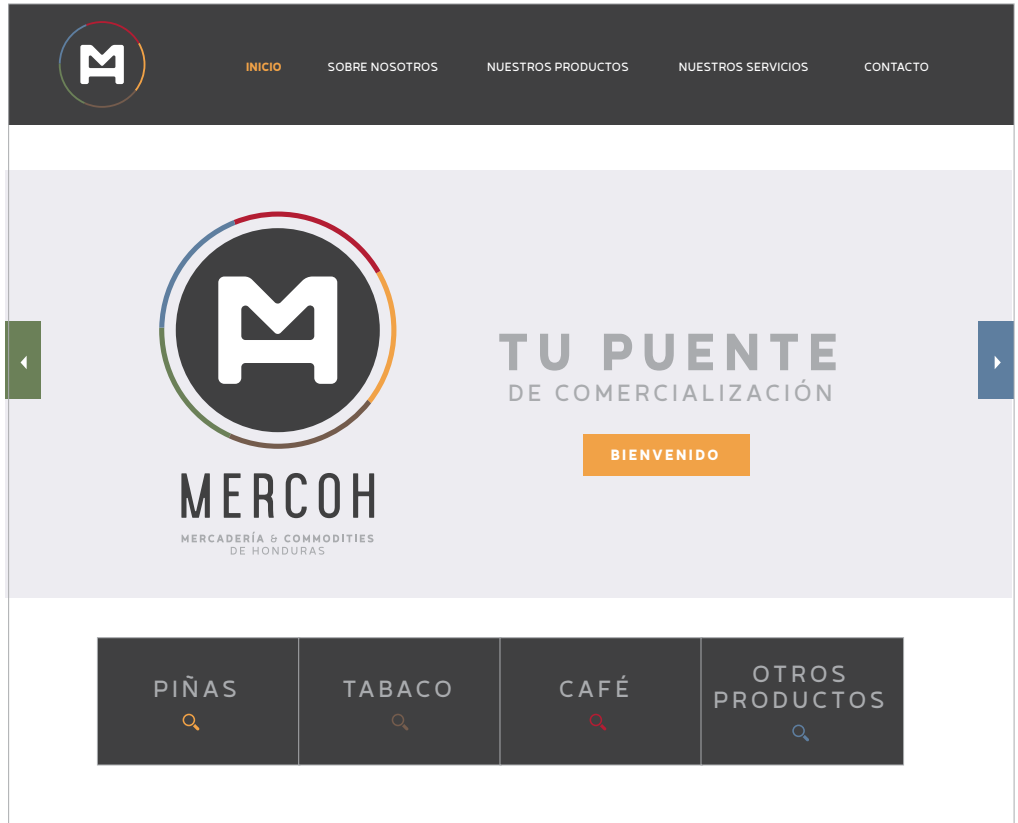 M
INICIO
SOBRE NOSOTROS
NUESTROS PRODUCTOS
NUESTROS SERVICIOS
CONTACTO
M
MERCOH
MERCADERÍA & COMMODITIES
DE HONDURAS
TU PUENTE
DE COMERCIALIZACIÓN
BIENVENIDO
PIÑAS
TABACO
CAFÉ
OTROS
PRODUCTOS